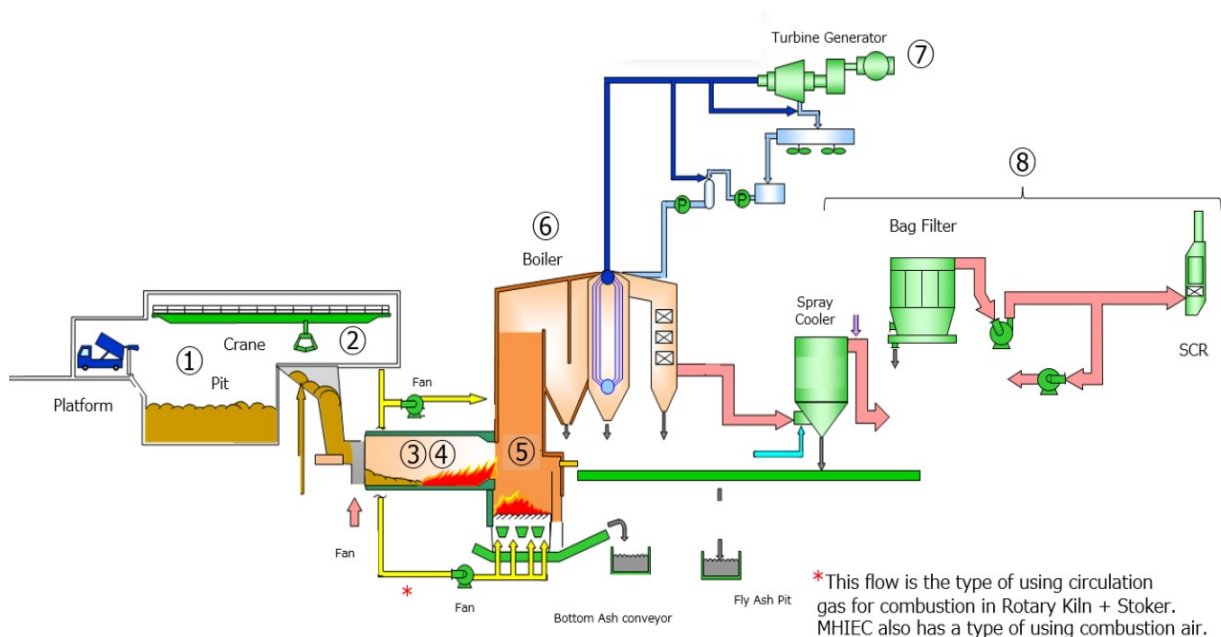 Turbine Generator
⑦
⑧
⑥
Boiler
Bag Filter
Spray
Cooler
SCR
①
②
Crane
Pit
Platform
Fan
③④
⑤
P
P
Fan
*
Fan
Bottom Ash conveyor
Fly Ash Pit
*This flow is the type of using circulation
gas for combustion in Rotary Kiln + Stoker.
MHIEC also has a type of using combustion air.